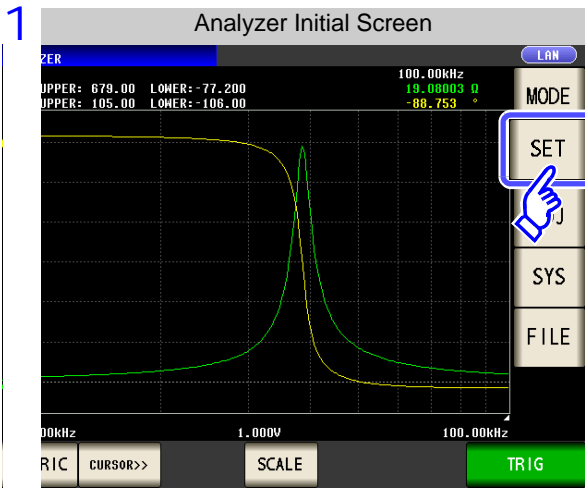 1
Analyzer Initial Screen
ZER
LAN
100.00kHz
UPPER: 679.00 LOWER:-77.200 19.08003 Ω
UPPER: 105.00 LOWER:-106.00 -88.753 °
MODE
SET
SYS
FILE
00kHz 1.000V 100.00kHz
RIC CURSOR>> SCALE TRIG